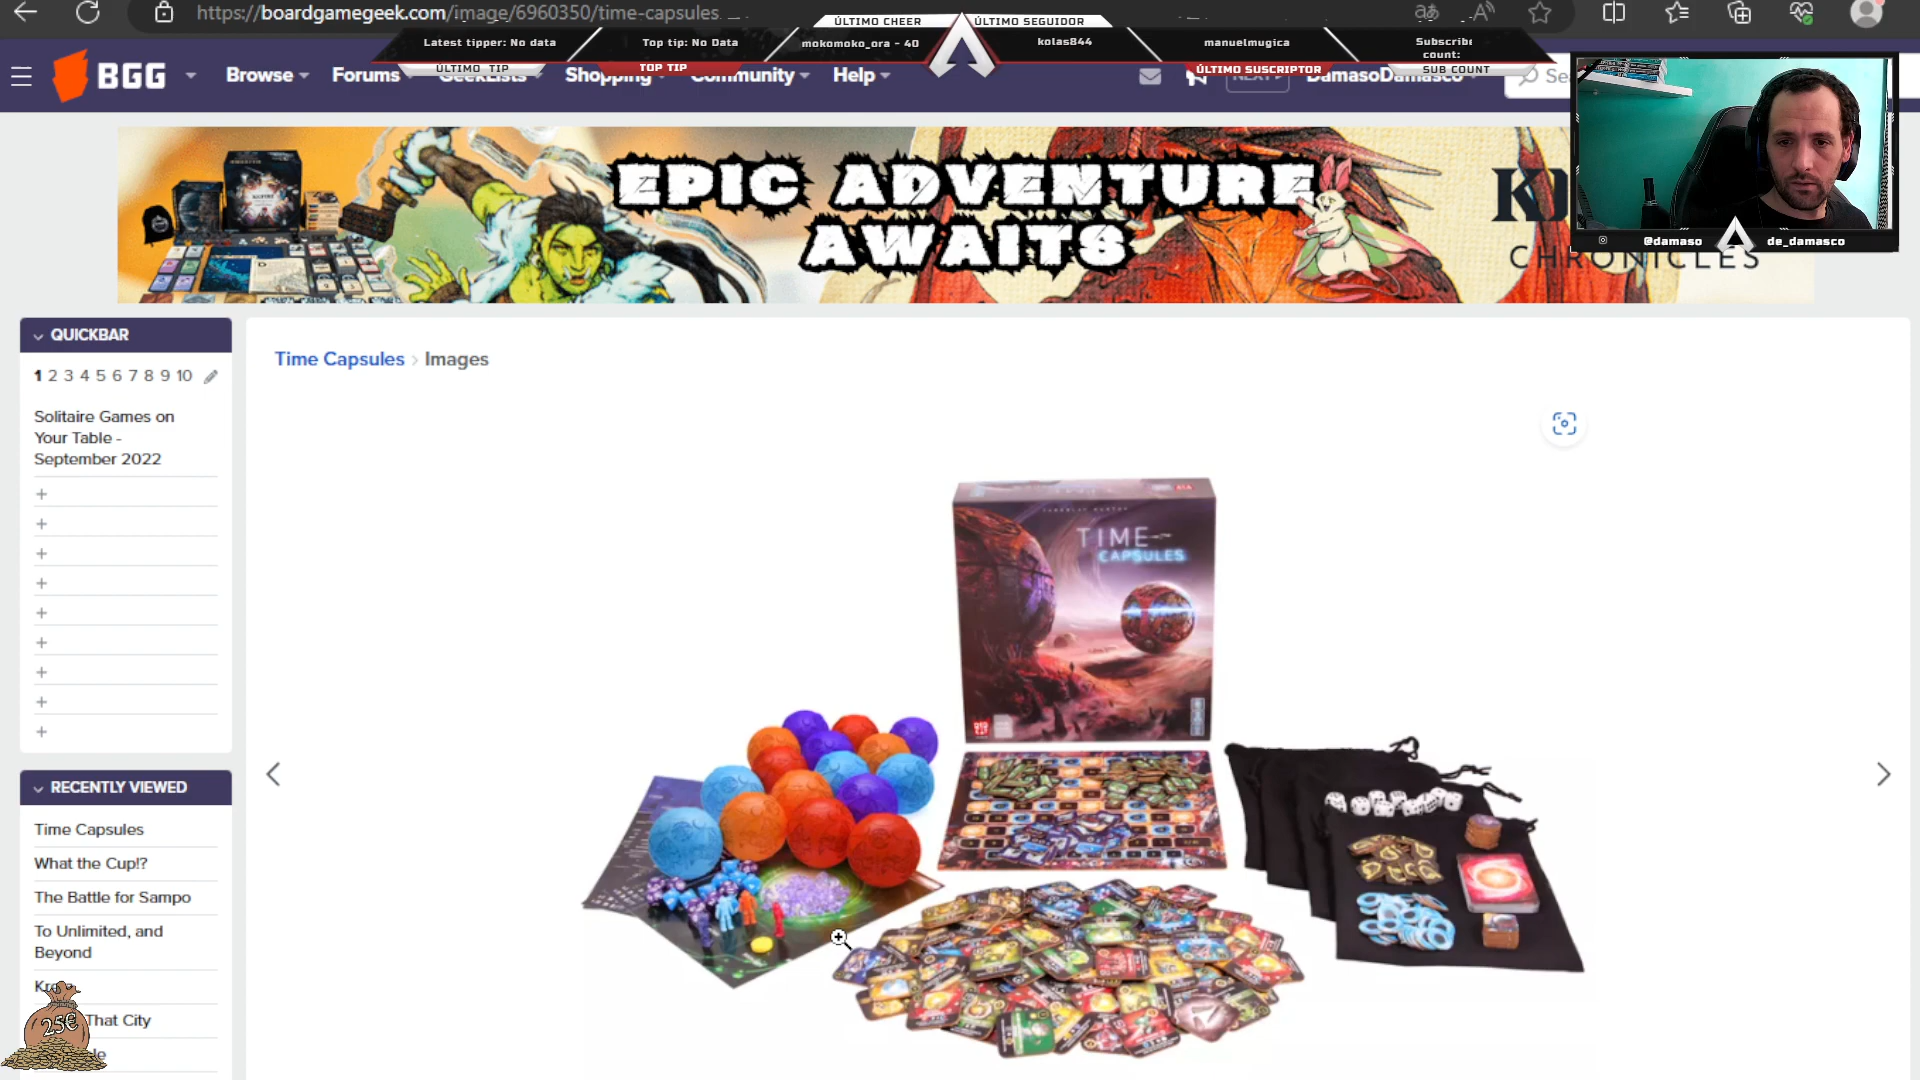 https://boardgamegeek.com/image/6960350/time-capsules
ÚLTIMO CHEER
ÚLTIMO SEGUIDOR
Latest tipper: No data
Top tip: No Data
mokomoko_ora - 40
kolas844
manuelmugica
Subscribe
count:
ÚLTIMO TIP
TOP TIP
ÚLTIMO SUSCRIPTOR
SUB COUNT
BGG
Browse
Forums
GeekLists
Shopping
Community
Help
DamasoDamasco
Se
EPIC ADVENTURE
AWAITS
CHRONICLES
@damaso
de_damasco
QUICKBAR
1 2 3 4 5 6 7 8 9 10
Solitaire Games on
Your Table -
September 2022
Time Capsules > Images
TIME
CAPSULES
RECENTLY VIEWED
Time Capsules
What the Cup!?
The Battle for Sampo
To Unlimited, and
Beyond
That City
25€